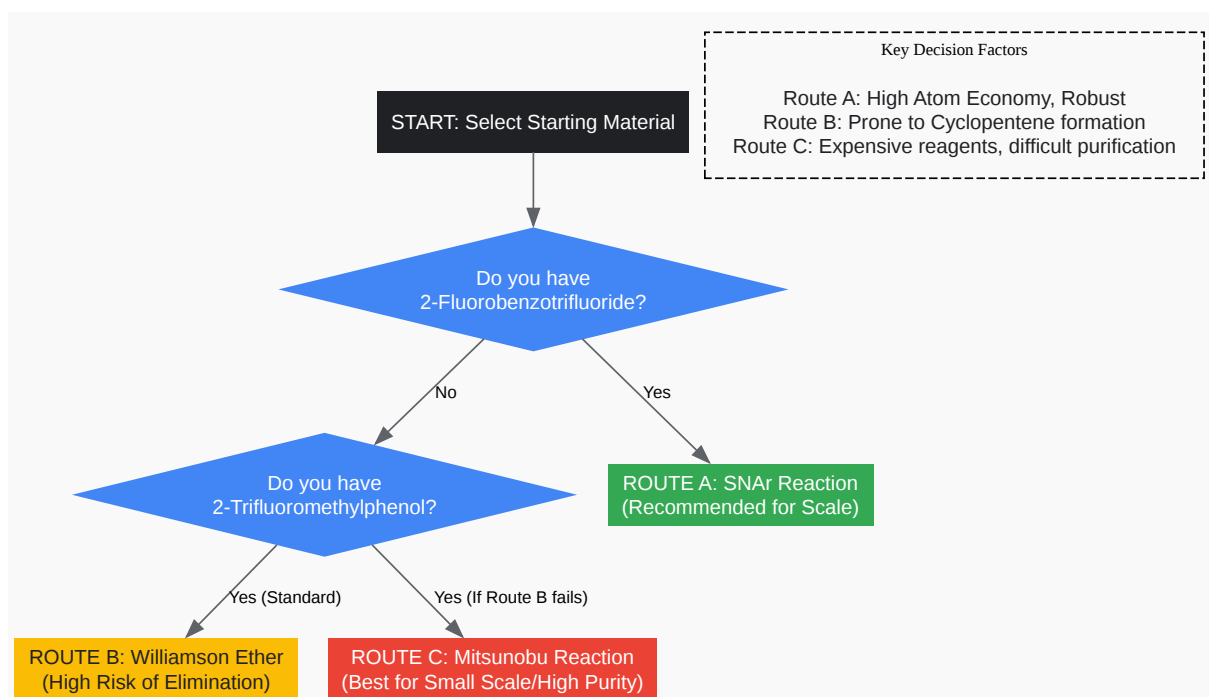 Key Decision Factors
Route A: High Atom Economy, Robust
Route B: Prone to Cyclopentene formation
Route C: Expensive reagents, difficult purification
START: Select Starting Material
Do you have
2-Fluorobenzotrifluoride?
No
Yes
Do you have
2-Trifluoromethylphenol?
ROUTE A: SNAr Reaction
(Recommended for Scale)
Yes (Standard)
Yes (If Route B fails)
ROUTE B: Williamson Ether
(High Risk of Elimination)
ROUTE C: Mitsunobu Reaction
(Best for Small Scale/High Purity)